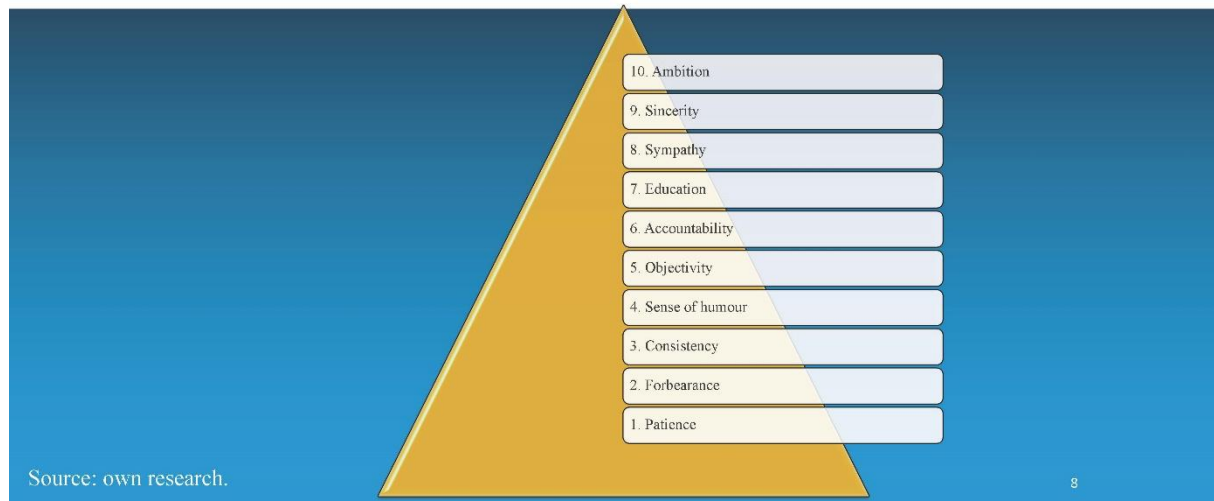 10. Ambition
9. Sincerity
8. Sympathy
7. Education
6. Accountability
5. Objectivity
4. Sense of humour
3. Consistency
2. Forbearance
1. Patience
Source: own research.
8